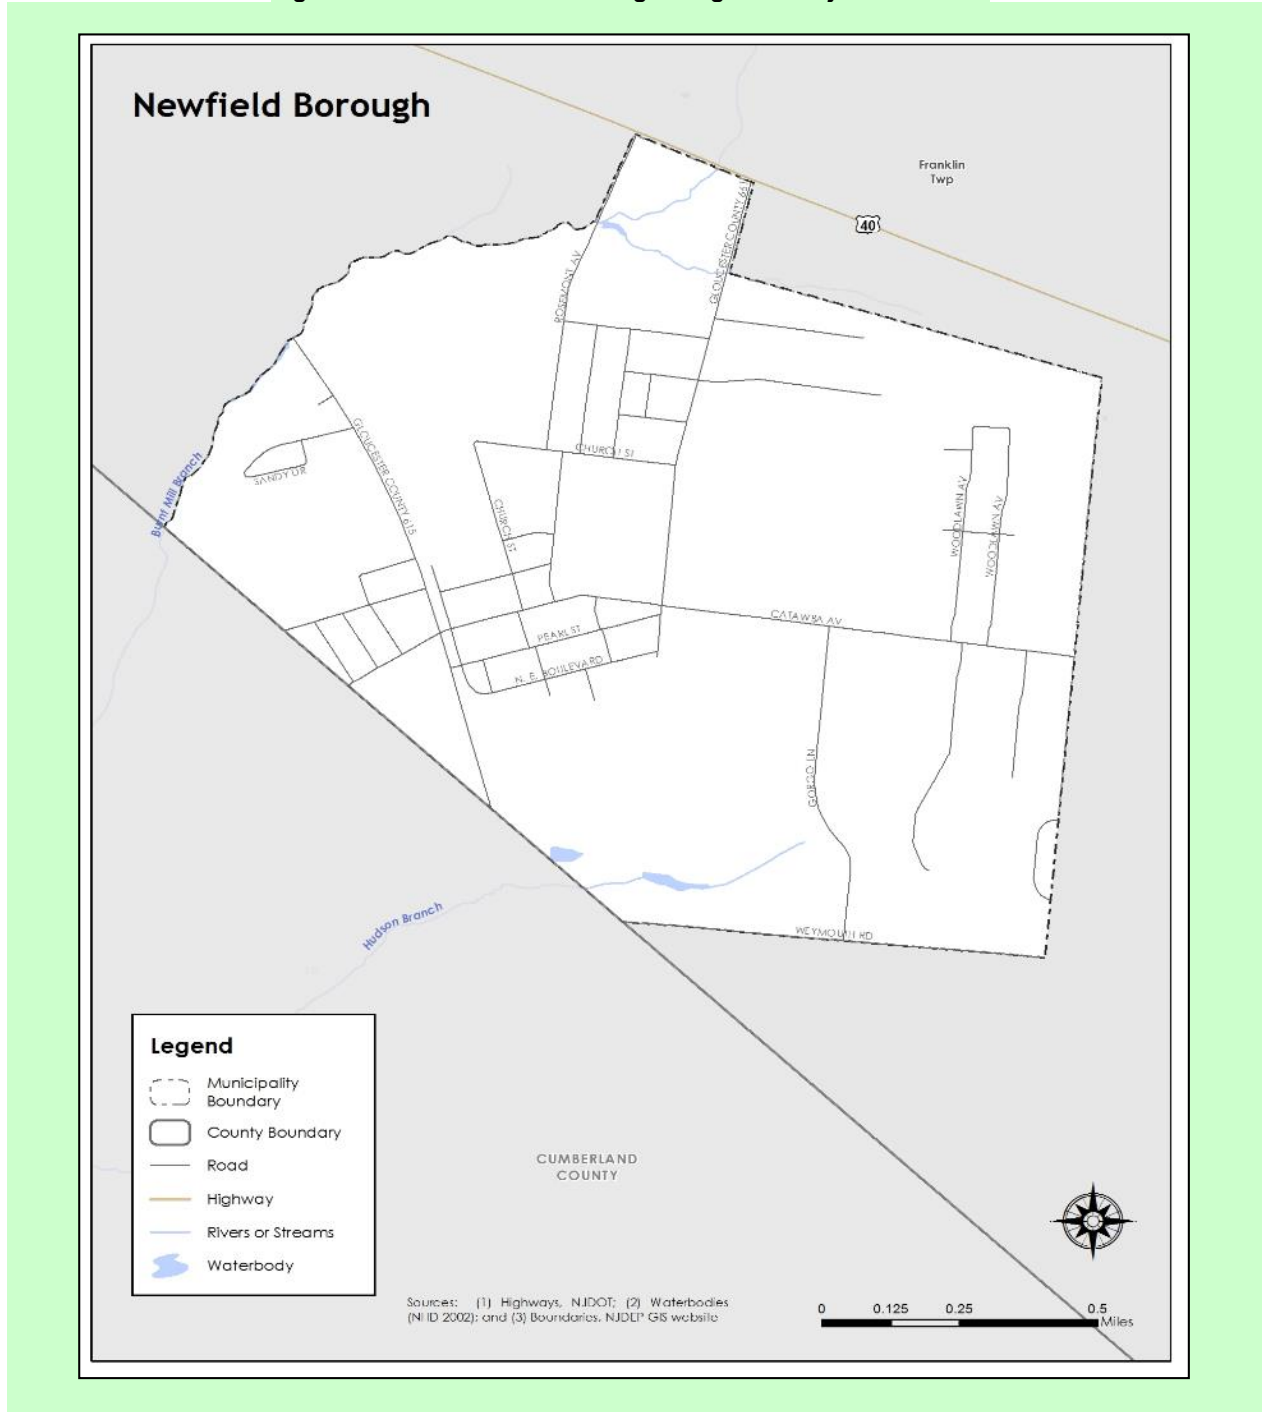 Newfield Borough
Franklin
Twp
40
GLOUCESTER COUNTY 651
ROSEMONT AV
CHURCH ST
GLOUCESTER COUNTY 615
SANDY DR
Burnt Mill Branch
CHURCH ST
WOODLAWN AV
WOODLAWN AV
CATAWBA AV
PEARL ST
N. E. BOULEVARD
GORGO LN
Hudson Branch
WEYMOUTH RD
Legend
Municipality
Boundary
County Boundary
Road
Highway
Rivers or Streams
Waterbody
CUMBERLAND
COUNTY
Sources: (1) Highways, NJDOT; (2) Waterbodies
(NHD 2002); and (3) Boundaries, NJDEP GIS website
0 0.125 0.25 0.5
Miles